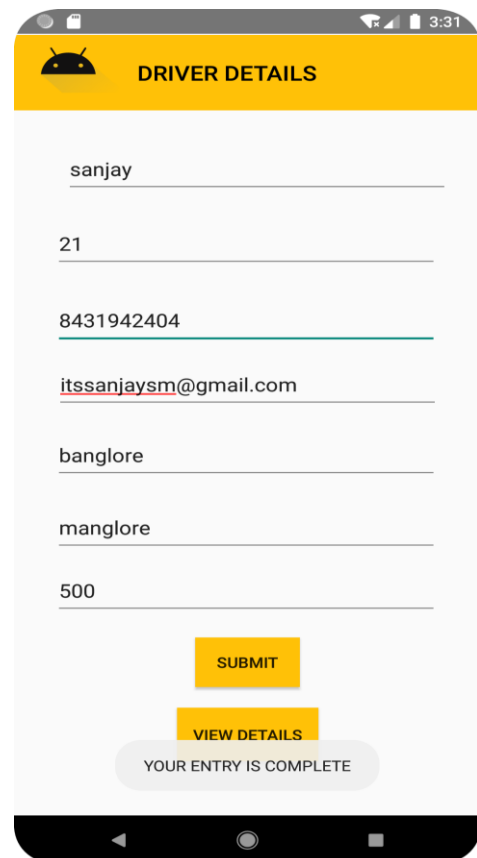 3:31
DRIVER DETAILS
sanjay
21
8431942404
itssanjaysm@gmail.com
banglore
manglore
500
SUBMIT
VIEW DETAILS
YOUR ENTRY IS COMPLETE